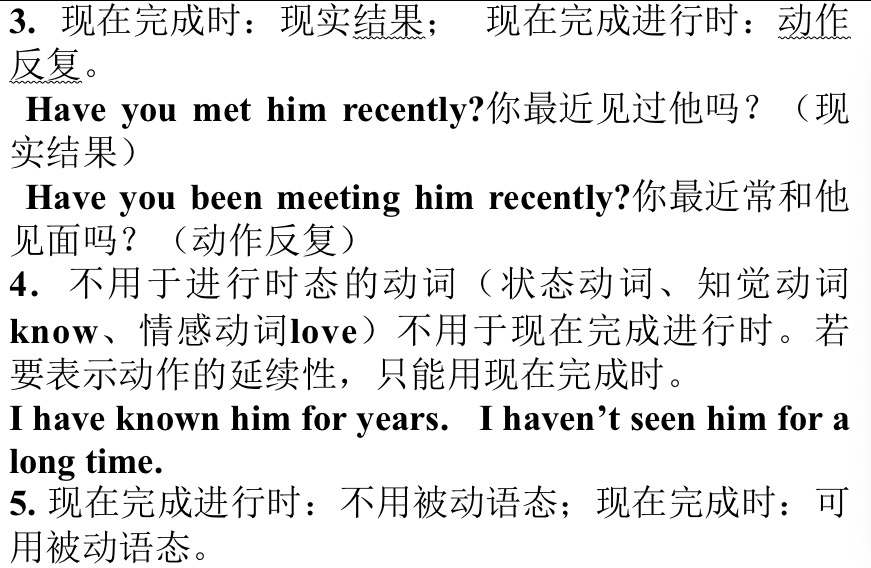 3. 现在完成时：现实结果； 现在完成进行时：动作
反复。
Have you met him recently?你最近见过他吗？（现
实结果）
Have you been meeting him recently?你最近常和他
见面吗？（动作反复）
4. 不用于进行时态的动词（状态动词、知觉动词
know、情感动词love）不用于现在完成进行时。若
要表示动作的延续性，只能用现在完成时。
I have known him for years. I haven’t seen him for a
long time.
5. 现在完成进行时：不用被动语态；现在完成时：可
用被动语态。